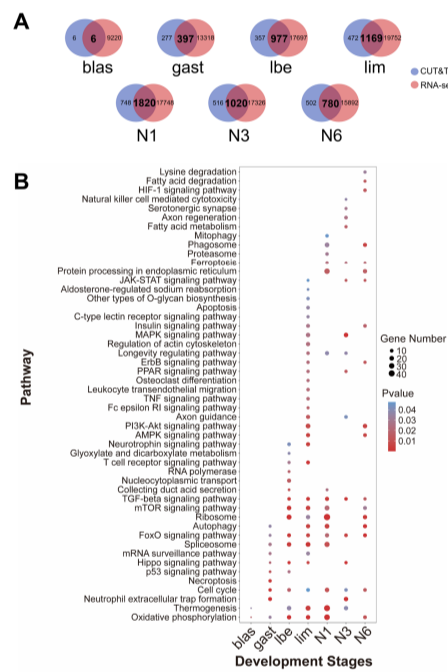 A
6 6 9220
277 397 13318
357 977 17697
472 1169 19752
blas gast lbe lim
CUT&T
RNA-se
748 1820 17748
516 1020 17326
502 780 15892
N1 N3 N6
B
Lysine degradation
Fatty acid degradation
HIF-1 signaling pathway
Natural killer cell mediated cytotoxicity
Serotonergic synapse
Axon regeneration
Fatty acid metabolism
Mitophagy
Phagosome
Proteasome
Ferroptosis
Protein processing in endoplasmic reticulum
JAK-STAT signaling pathway
Aldosterone-regulated sodium reabsorption
Other types of O-glycan biosynthesis
Apoptosis
C-type lectin receptor signaling pathway
Insulin signaling pathway
MAPK signaling pathway
Regulation of actin cytoskeleton
Longevity regulating pathway
ErbB signaling pathway
PPAR signaling pathway
Osteoclast differentiation
Leukocyte transendothelial migration
TNF signaling pathway
Fc epsilon RI signaling pathway
Axon guidance
PI3K-Akt signaling pathway
AMPK signaling pathway
Neurotrophin signaling pathway
Glyoxylate and dicarboxylate metabolism
T cell receptor signaling pathway
RNA polymerase
Nucleocytoplasmic transport
Collecting duct acid secretion
TGF-beta signaling pathway
mTOR signaling pathway
Ribosome
Autophagy
FoxO signaling pathway
Spliceosome
mRNA surveillance pathway
Hippo signaling pathway
p53 signaling pathway
Necroptosis
Cell cycle
Neutrophil extracellular trap formation
Thermogenesis
Oxidative phosphorylation
Pathway
blas gast lbe lim N1 N3 N6
Development Stages
Gene Number
10
20
30
40
Pvalue
0.04
0.03
0.02
0.01